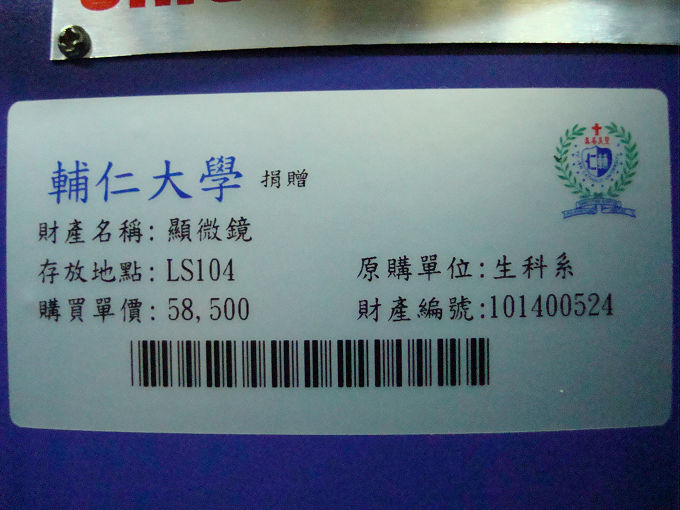 輔仁大學 捐贈
財產名稱: 顯微鏡
存放地點: LS104 原購單位: 生科系
購買單價: 58,500 財產編號:101400524